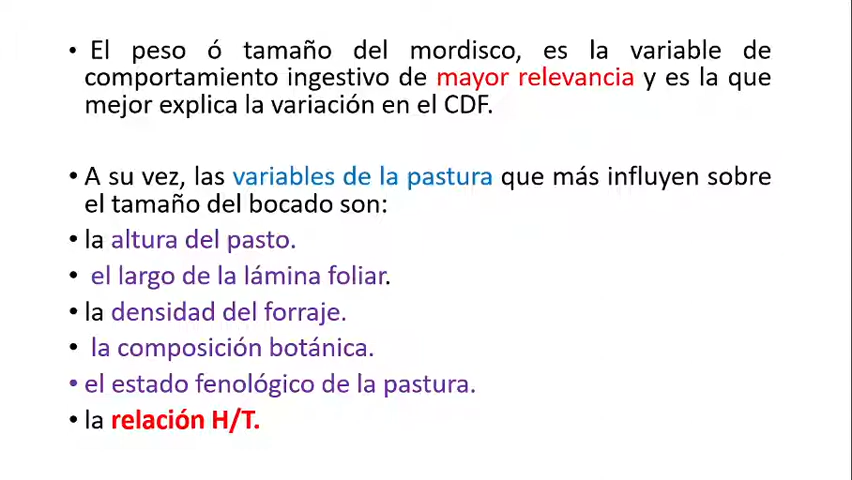 • El peso ó tamaño del mordisco, es la variable de
comportamiento ingestivo de mayor relevancia y es la que
mejor explica la variación en el CDF.
• A su vez, las variables de la pastura que más influyen sobre
el tamaño del bocado son:
• la altura del pasto.
• el largo de la lámina foliar.
• la densidad del forraje.
• la composición botánica.
• el estado fenológico de la pastura.
• la relación H/T.